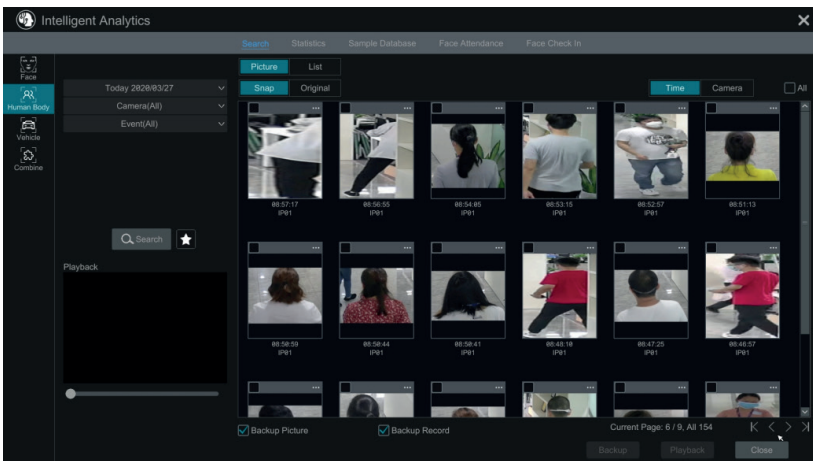 Intelligent Analytics
Search Statistics Sample Database Face Attendance Face Check In
Face
Human Body
Vehicle
Combine
Today 2020/03/27
Camera(All)
Event(All)
Search
Playback
Picture List
Snap Original
Time Camera All
08:57:17 08:56:55 08:54:05 08:53:15 08:52:57 08:51:13
IP01 IP01 IP01 IP01 IP01 IP01
08:50:59 08:50:44 08:50:41 08:48:10 08:47:25 08:46:57
IP01 IP01 IP01 IP01 IP01 IP01
Backup Picture Backup Record Current Page: 6 / 9, All 154
Backup Playback Close